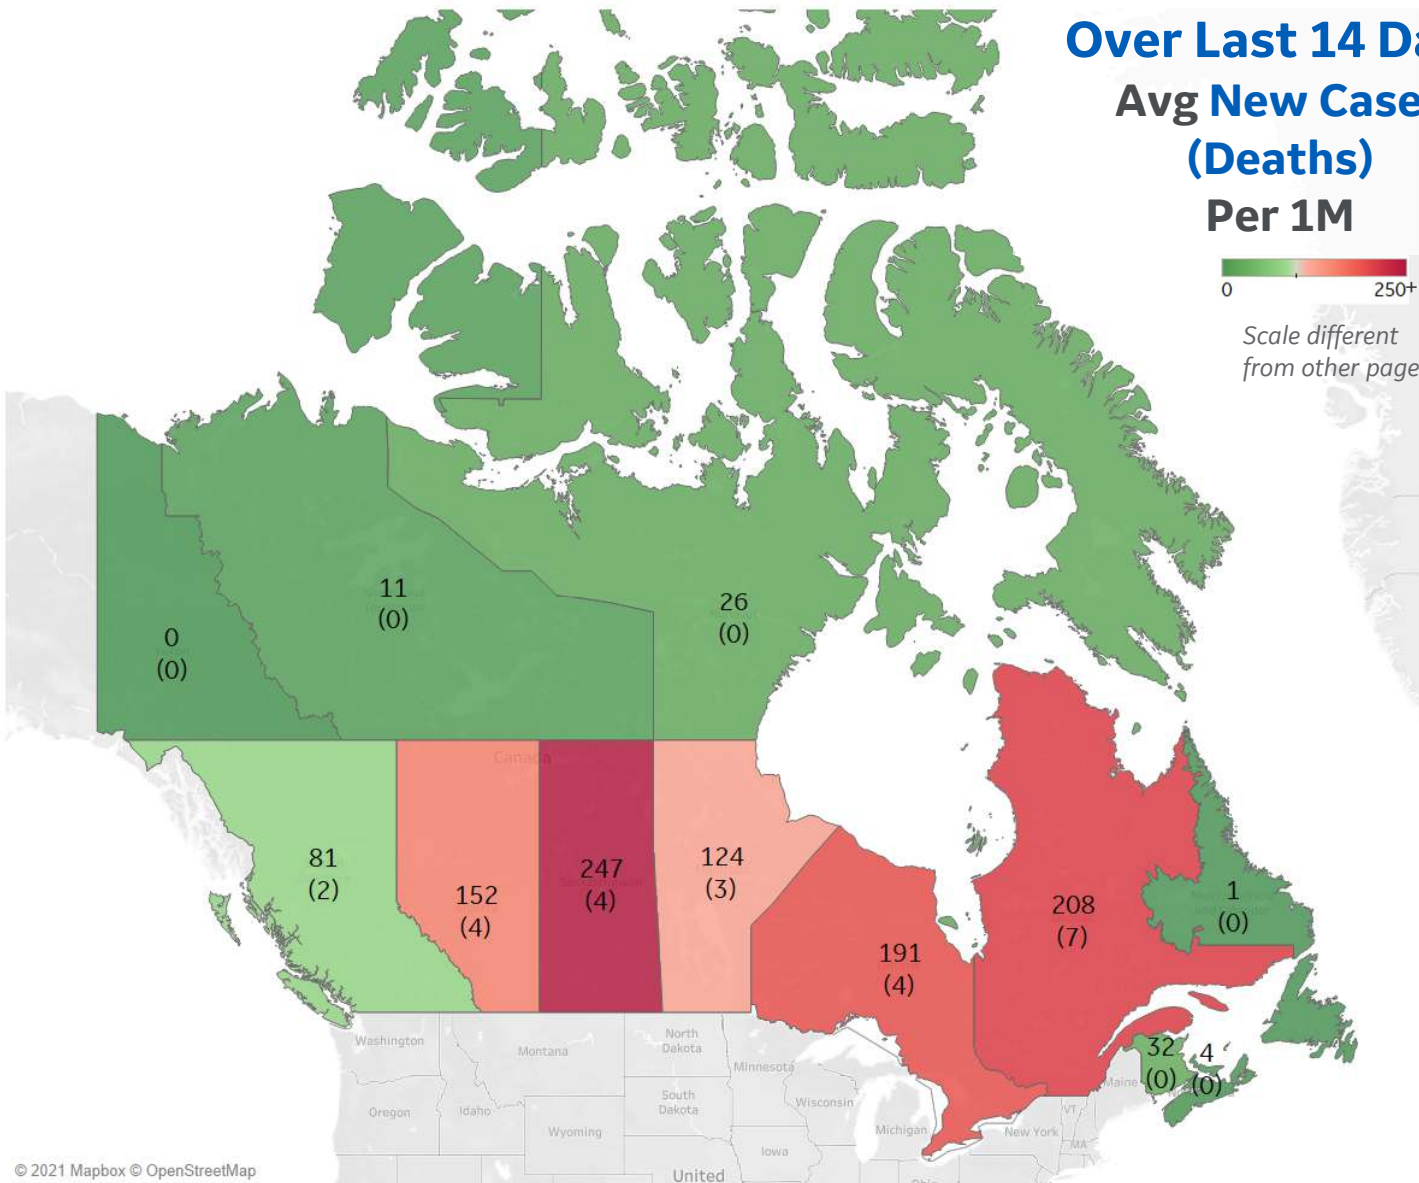 Over Last 14 Da
Avg New Case
(Deaths)
Per 1M
0
250+
Scale different
from other page
11
(0)
26
(0)
0
(0)
Canada
81
(2)
152
(4)
247
(4)
124
(3)
191
(4)
208
(7)
1
(0)
32
(0)
4
(0)
Washington
Montana
North
Dakota
Minnesota
Maine
Oregon
Idaho
South
Dakota
Wisconsin
Wyoming
Michigan
New York
VT
MA
Iowa
United
© 2021 Mapbox © OpenStreetMap